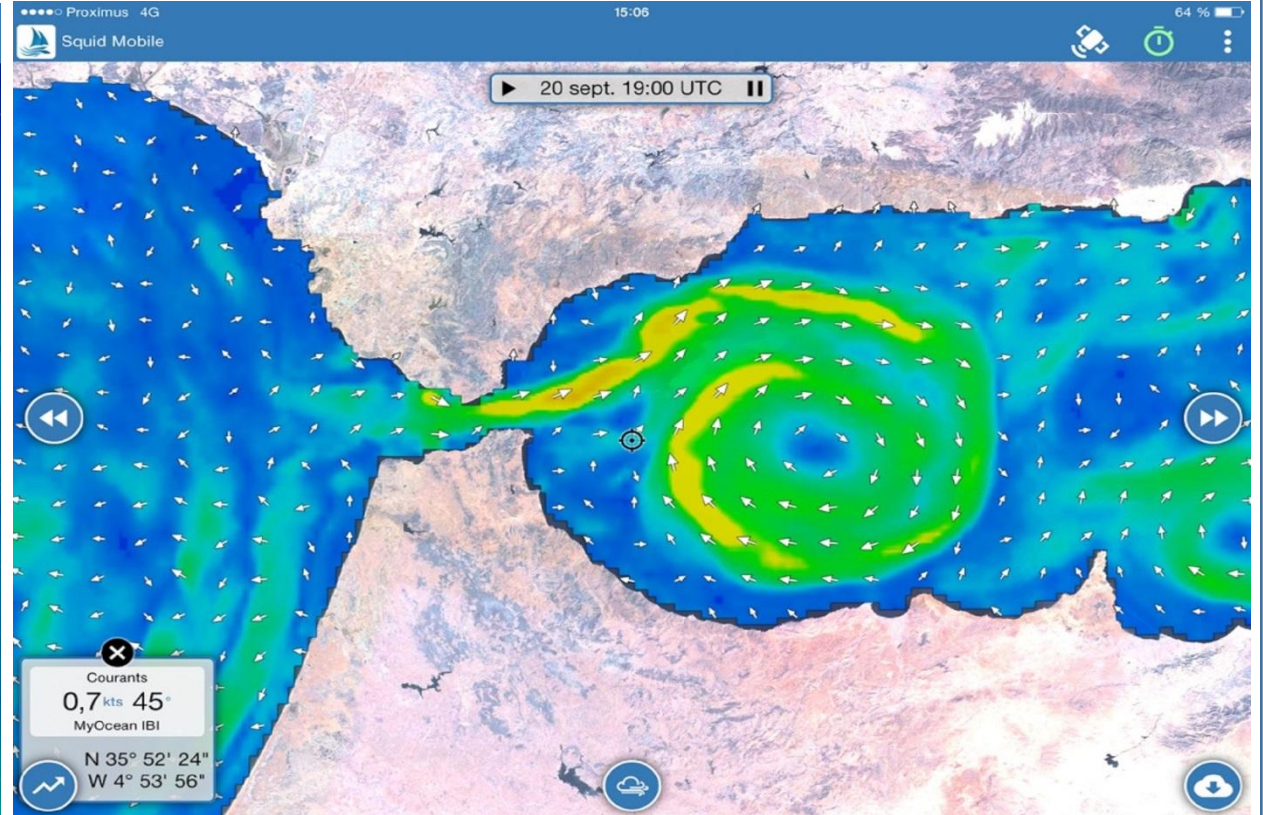 Proximus 4G
15:06
64 %
Squid Mobile
20 sept. 19:00 UTC
Courants
0,7 kts 45°
MyOcean IBI
N 35° 52' 24"
W 4° 53' 56"